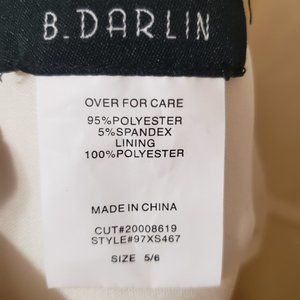 B. DARLIN
OVER FOR CARE
95%POLYESTER
5%SPANDEX
LINING
100%POLYESTER
MADE IN CHINA
CUT#20008619
STYLE#97XS467
SIZE 5/6